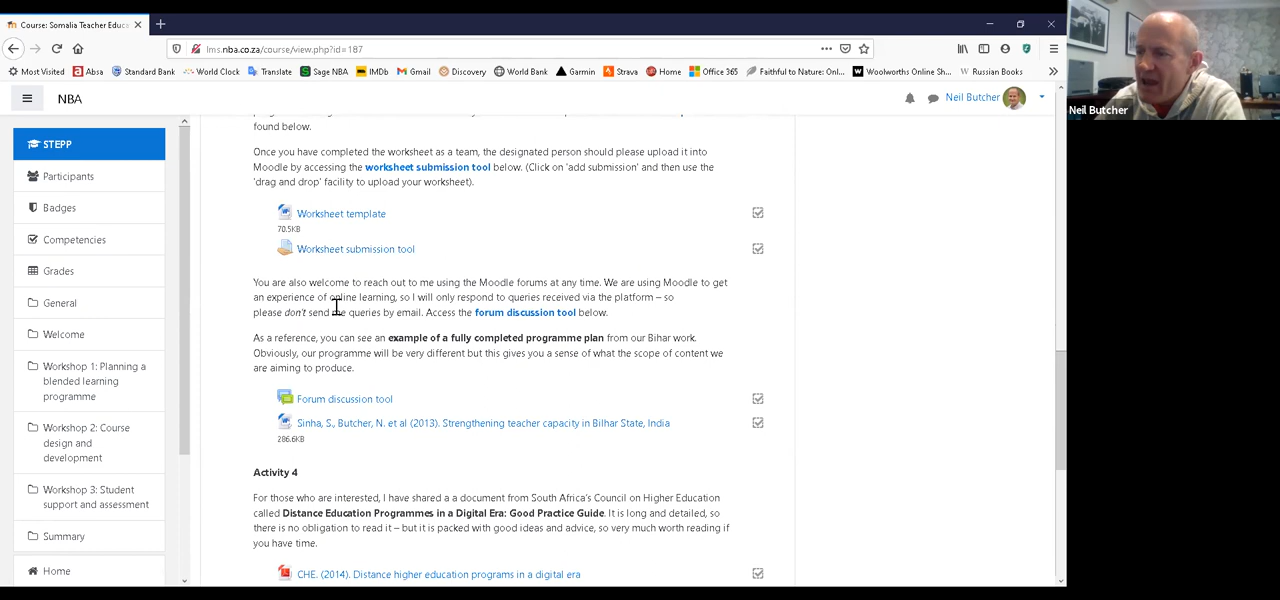 Course: Somalia Teacher Educ
lms.nba.co.za/course/view.php?id=187
Most Visited
Absa
Standard Bank
World Clock
Translate
Sage NBA
IMDb
Gmail
Discovery
World Bank
Garmin
Strava
Home
Office 365
Faithful to Nature: Onl...
Woolworths Online Sh...
Russian Books
NBA
Neil Butcher
Neil Butcher
STEPP
Participants
Badges
Competencies
Grades
General
Welcome
Workshop 1: Planning a
blended learning
programme
Workshop 2: Course
design and
development
Workshop 3: Student
support and assessment
Summary
Home
found below.
Once you have completed the worksheet as a team, the designated person should please upload it into
Moodle by accessing the worksheet submission tool below. (Click on 'add submission' and then use the
'drag and drop' facility to upload your worksheet).
Worksheet template
70.5KB
Worksheet submission tool
You are also welcome to reach out to me using the Moodle forums at any time. We are using Moodle to get
an experience of online learning, so I will only respond to queries received via the platform – so
please don't send me queries by email. Access the forum discussion tool below.
As a reference, you can see an example of a fully completed programme plan from our Bihar work.
Obviously, our programme will be very different but this gives you a sense of what the scope of content we
are aiming to produce.
Forum discussion tool
Sinha, S., Butcher, N. et al (2013). Strengthening teacher capacity in Bilhar State, India
286.6KB
Activity 4
For those who are interested, I have shared a a document from South Africa's Council on Higher Education
called Distance Education Programmes in a Digital Era: Good Practice Guide. It is long and detailed, so
there is no obligation to read it – but it is packed with good ideas and advice, so very much worth reading if
you have time.
CHE. (2014). Distance higher education programs in a digital era